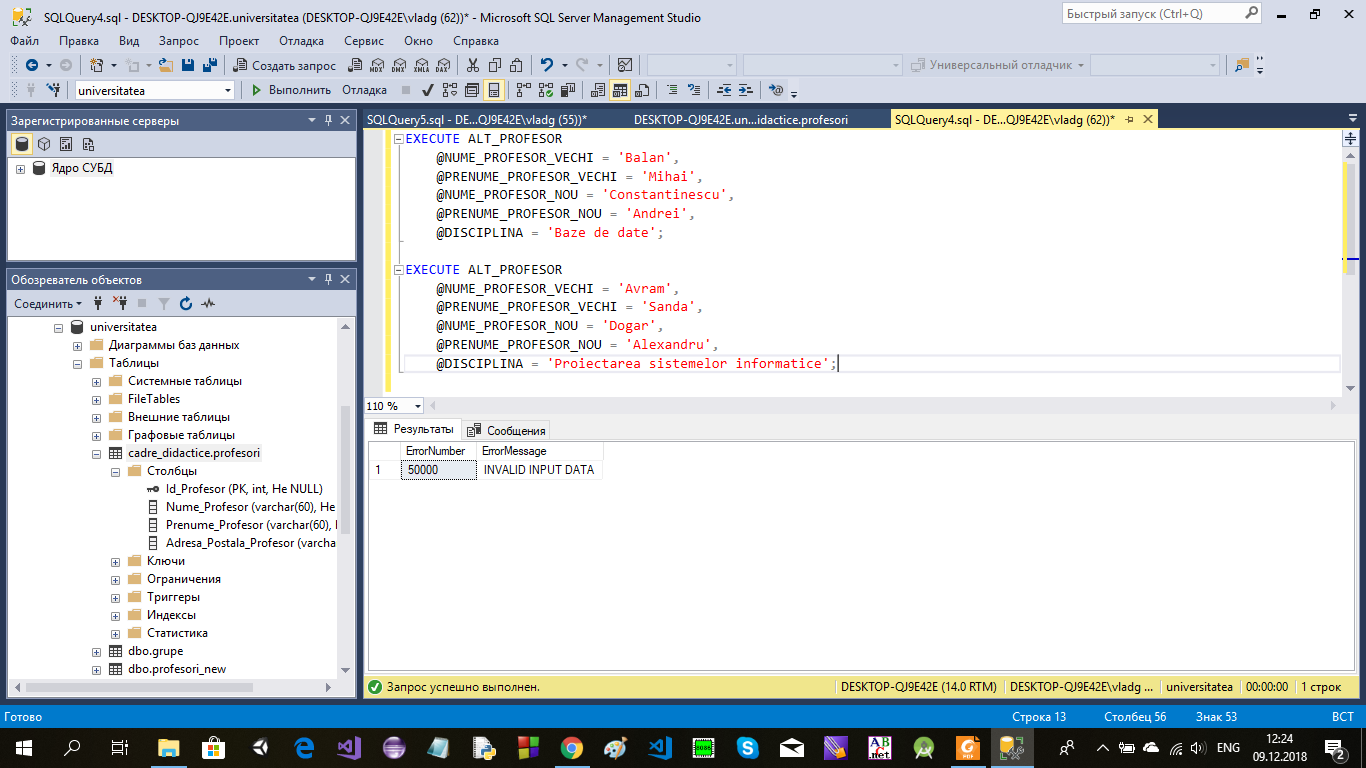 SQLQuery4.sql - DESKTOP-QJ9E42E.universitatea (DESKTOP-QJ9E42E\vladg (62))* - Microsoft SQL Server Management Studio
Быстрый запуск (Ctrl+Q)
Файл Правка Вид Запрос Проект Отладка Сервис Окно Справка
Создать запрос MDX DMX XMLA DAX Универсальный отладчик
universitatea Выполнить Отладка
Зарегистрированные серверы
Ядро СУБД
Обозреватель объектов
Соединить
universitatea
Диаграммы баз данных
Таблицы
Системные таблицы
FileTables
Внешние таблицы
Графовые таблицы
cadre_didactice.profesori
Столбцы
Id_Profesor (PK, int, Не NULL)
Nume_Profesor (varchar(60), Не
Prenume_Profesor (varchar(60),
Adresa_Postala_Profesor (varcha
Ключи
Ограничения
Триггеры
Индексы
Статистика
dbo.grupe
dbo.profesori_new
SQLQuery5.sql - DE...QJ9E42E\vladg (55))* DESKTOP-QJ9E42E.un...idactice.profesori SQLQuery4.sql - DE...QJ9E42E\vladg (62))*
EXECUTE ALT_PROFESOR
@NUME_PROFESOR_VECHI = 'Balan',
@PRENUME_PROFESOR_VECHI = 'Mihai',
@NUME_PROFESOR_NOU = 'Constantinescu',
@PRENUME_PROFESOR_NOU = 'Andrei',
@DISCIPLINA = 'Baze de date';
EXECUTE ALT_PROFESOR
@NUME_PROFESOR_VECHI = 'Avram',
@PRENUME_PROFESOR_VECHI = 'Sanda',
@NUME_PROFESOR_NOU = 'Dogar',
@PRENUME_PROFESOR_NOU = 'Alexandru',
@DISCIPLINA = 'Proiectarea sistemelor informatice';
110 %
Результаты Сообщения
ErrorNumber ErrorMessage
1 50000 INVALID INPUT DATA
Запрос успешно выполнен. DESKTOP-QJ9E42E (14.0 RTM) DESKTOP-QJ9E42E\vladg ... universitatea 00:00:00 1 строк
Готово Строка 13 Столбец 56 Знак 53 ВСТ
ENG 12:24
09.12.2018 2